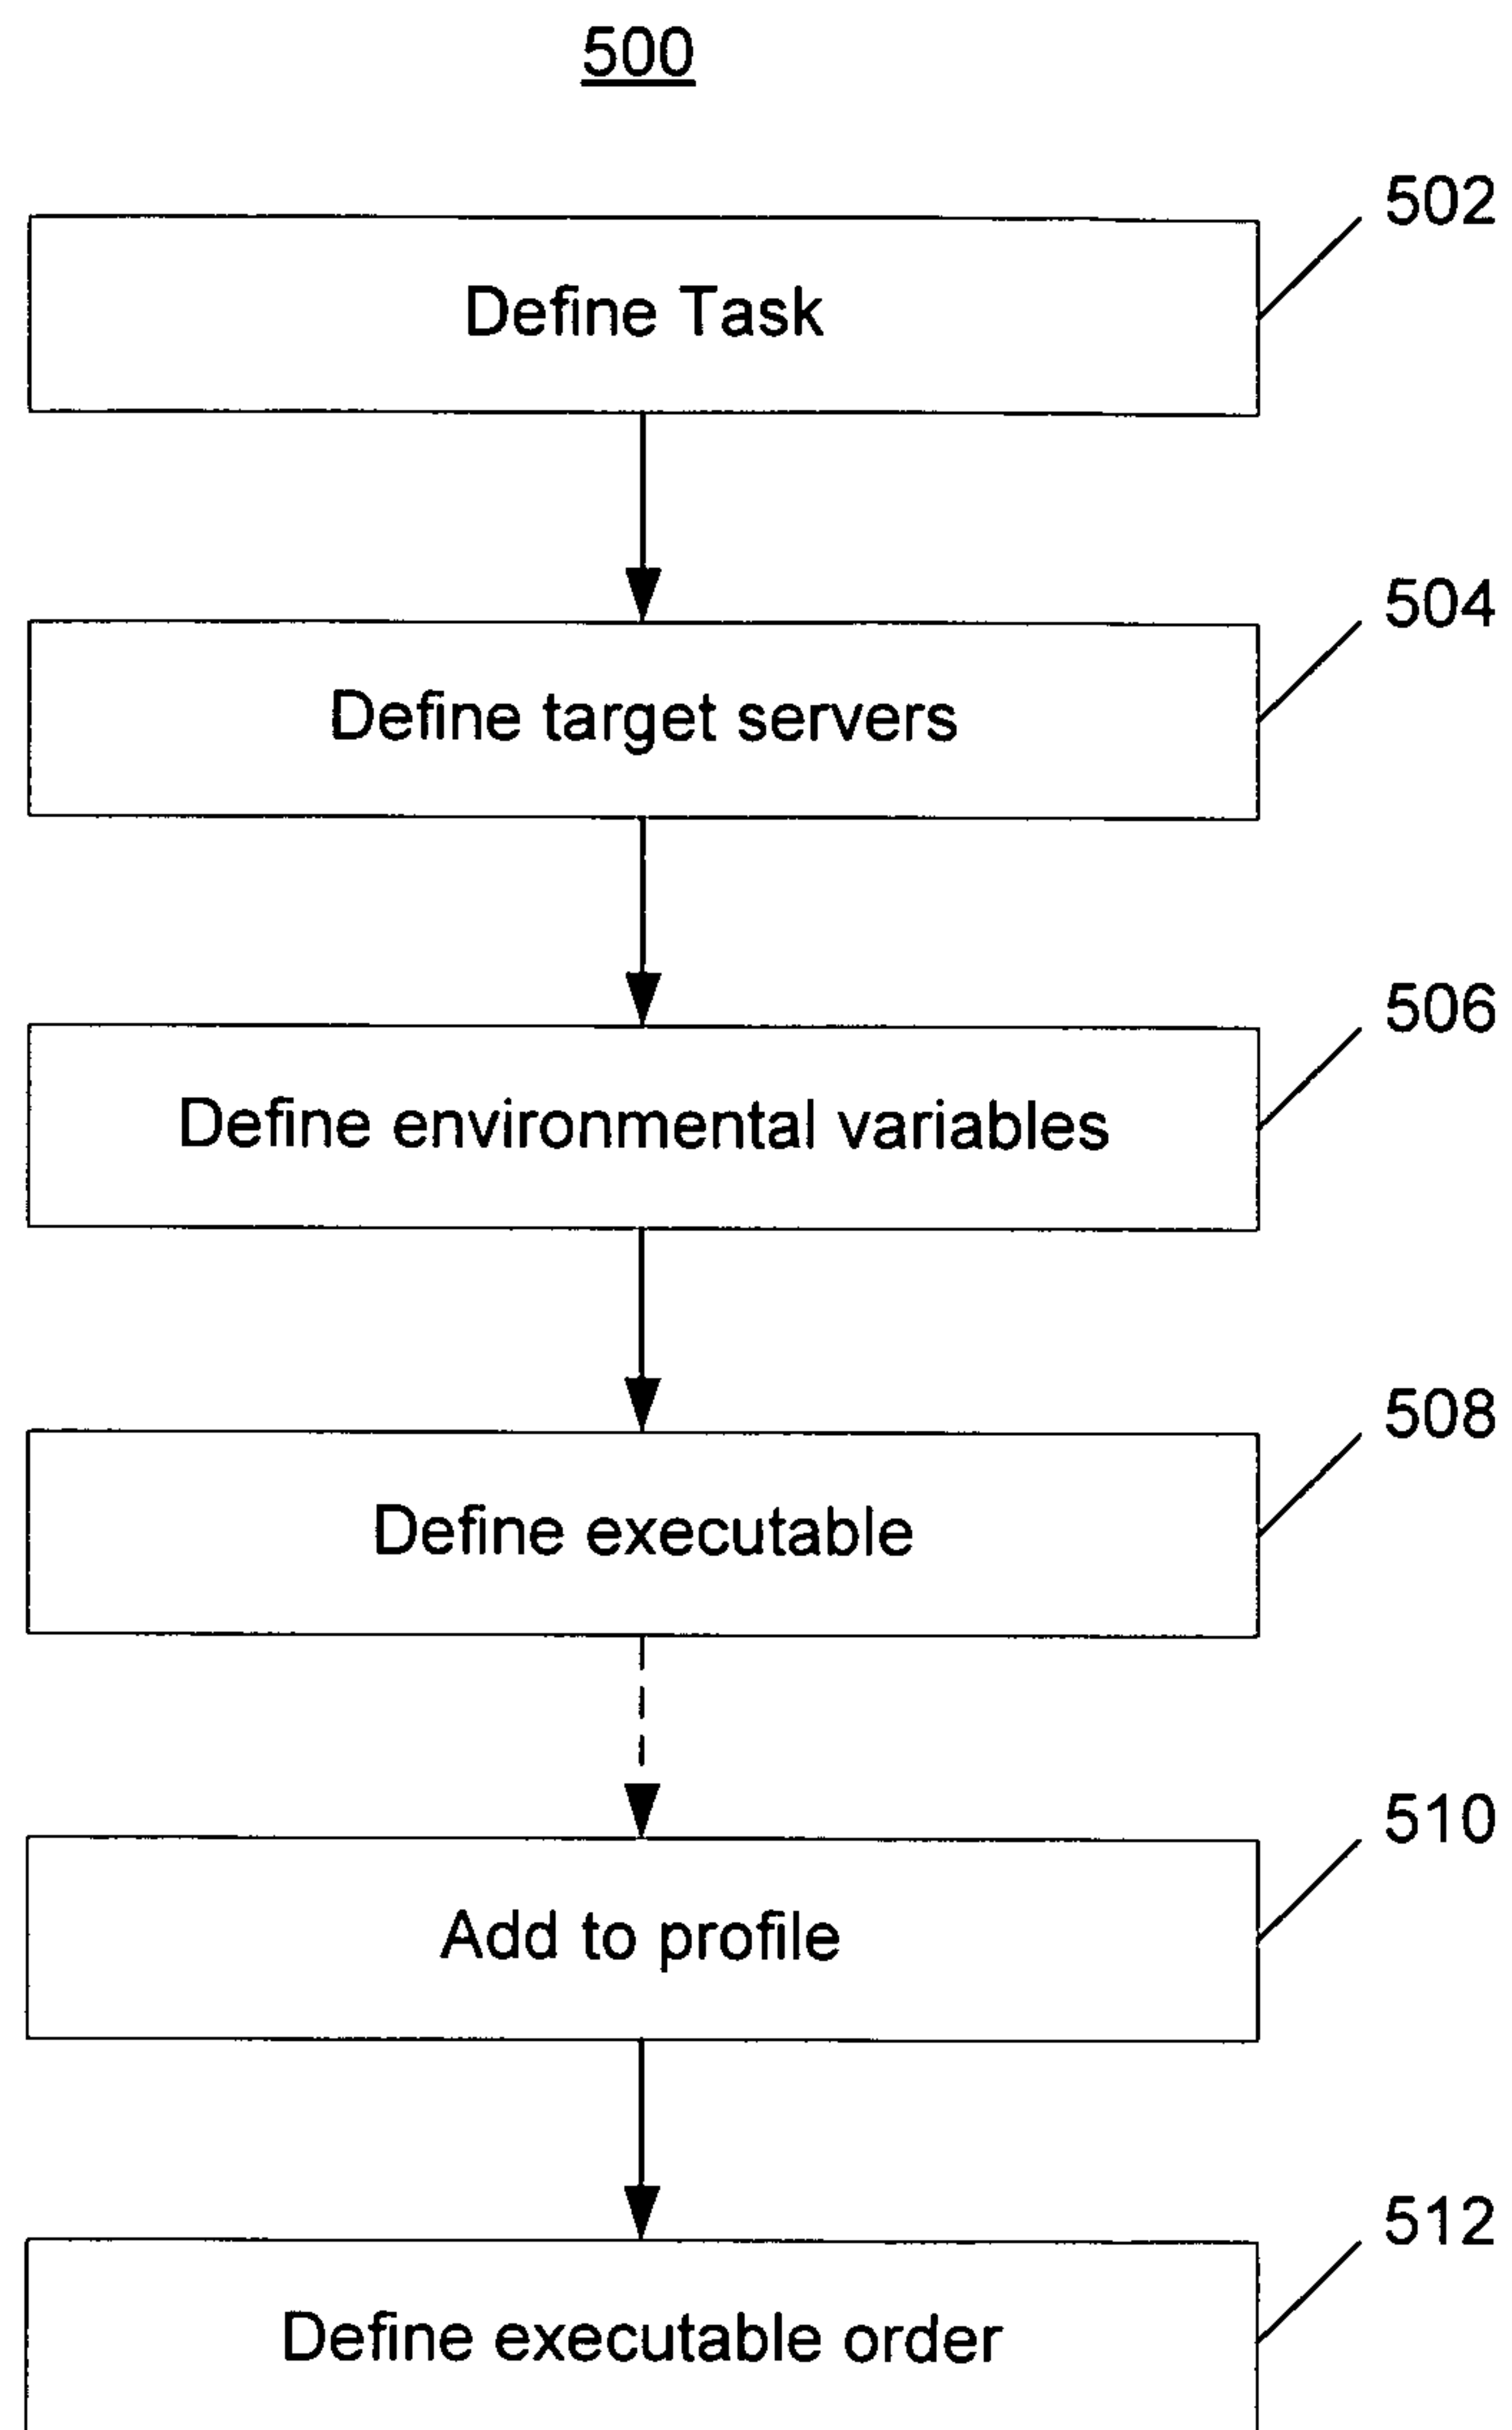 500
502
Define Task
504
Define target servers
506
Define environmental variables
508
Define executable
510
Add to profile
512
Define executable order